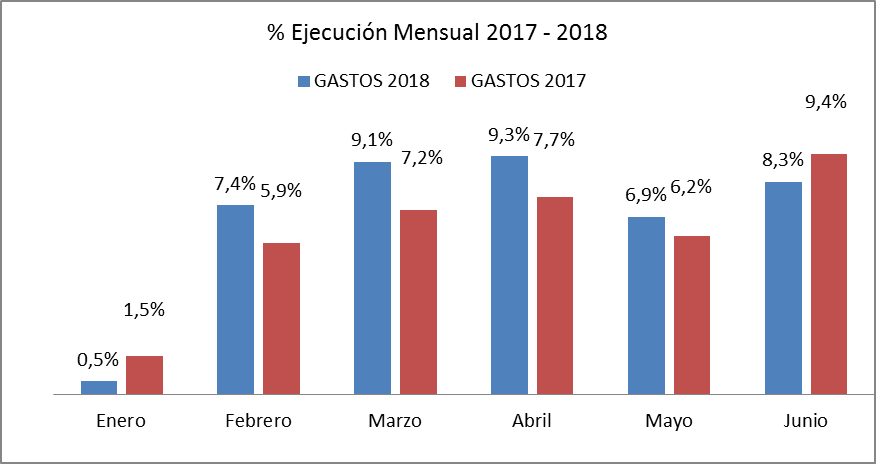 % Ejecución Mensual 2017 - 2018
GASTOS 2018 GASTOS 2017
0,5% 1,5% 7,4% 5,9% 9,1% 7,2% 9,3% 7,7% 6,9% 6,2% 8,3% 9,4%
Enero Febrero Marzo Abril Mayo Junio